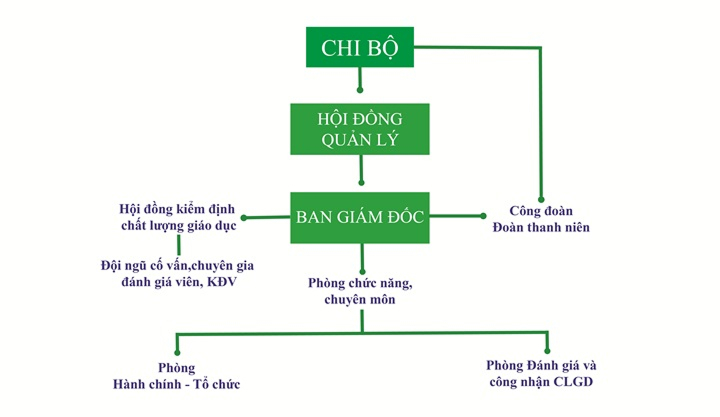 CHI BỘ
HỘI ĐỒNG
QUẢN LÝ
BAN GIÁM ĐỐC
Hội đồng kiểm định
chất lượng giáo dục
Công đoàn
Đoàn thanh niên
Đội ngũ cố vấn,chuyên gia
đánh giá viên, KĐV
Phòng chức năng,
chuyên môn
Phòng
Hành chính - Tổ chức
Phòng Đánh giá và
công nhận CLGD